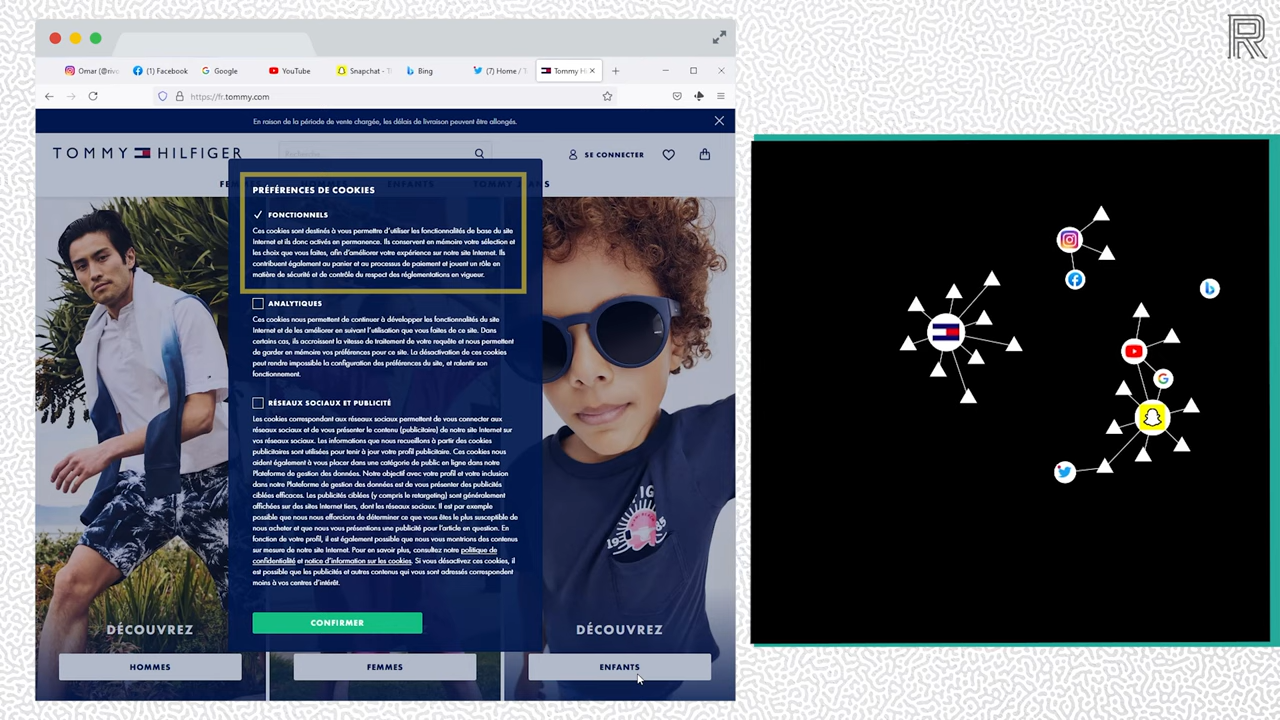 Omar (@rivo
(1) Facebook
Google
YouTube
Snapchat - T
Bing
(7) Home / T
Tommy H
https://fr.tommy.com
En raison de la période de vente chargée, les délais de livraison peuvent être allongés.
TOMMY HILFIGER
Recherche
SE CONNECTER
ENFANTS
PRÉFÉRENCES DE COOKIES
FONCTIONNELS
Ces cookies sont destinés à vous permettre d'utiliser les fonctionnalités de base du site
Internet et ils donc activés en permanence. Ils conservent en mémoire votre sélection et
les choix que vous faites, afin d'améliorer votre expérience sur notre site Internet. Ils
contribuent également au panier et au processus de paiement et jouent un rôle en
matière de sécurité et de contrôle du respect des réglementations en vigueur.
ANALYTIQUES
Ces cookies nous permettent de continuer à développer les fonctionnalités du site
Internet et de les améliorer en suivant l'utilisation que vous faites de ce site. Dans
certains cas, ils accroissent la vitesse de traitement de votre requête et nous permettent
de garder en mémoire vos préférences pour ce site. La désactivation de ces cookies
peut rendre impossible la configuration des préférences du site, et ralentir son
fonctionnement.
RÉSEAUX SOCIAUX ET PUBLICITÉ
Les cookies correspondant aux réseaux sociaux permettent de vous connecter aux
réseaux sociaux et de présenter le contenu (publicitaire) de notre site Internet sur
vos réseaux sociaux. Les informations que nous recueillons à partir des cookies
publicitaires sont utilisées pour tenir à jour votre profil publicitaire. Ces cookies nous
aident également à vous placer dans une catégorie de public en ligne dans notre
Plateforme de gestion des données. Notre objectif avec votre profil et votre inclusion
dans notre Plateforme de gestion des données est de vous présenter des publicités
ciblées efficaces. Les publicités ciblées (y compris le retargeting) sont généralement
affichées sur des sites Internet tiers, dont les réseaux sociaux. Il est par exemple
possible que nous nous efforcions de déterminer ce que vous êtes le plus susceptible de
nous acheter et que nous vous présentions une publicité pour l'article en question. En
fonction de votre profil, il est également possible que nous vous montrions des contenus
sur mesure de notre site Internet. Pour en savoir plus, consultez notre politique de
confidentialité et notice d'information sur les cookies. Si vous désactivez ces cookies, il
est possible que les publicités et autres contenus qui vous sont adressés correspondent
moins à vos centres d'intérêt.
CONFIRMER
DÉCOUVREZ
DÉCOUVREZ
HOMMES
FEMMES
ENFANTS